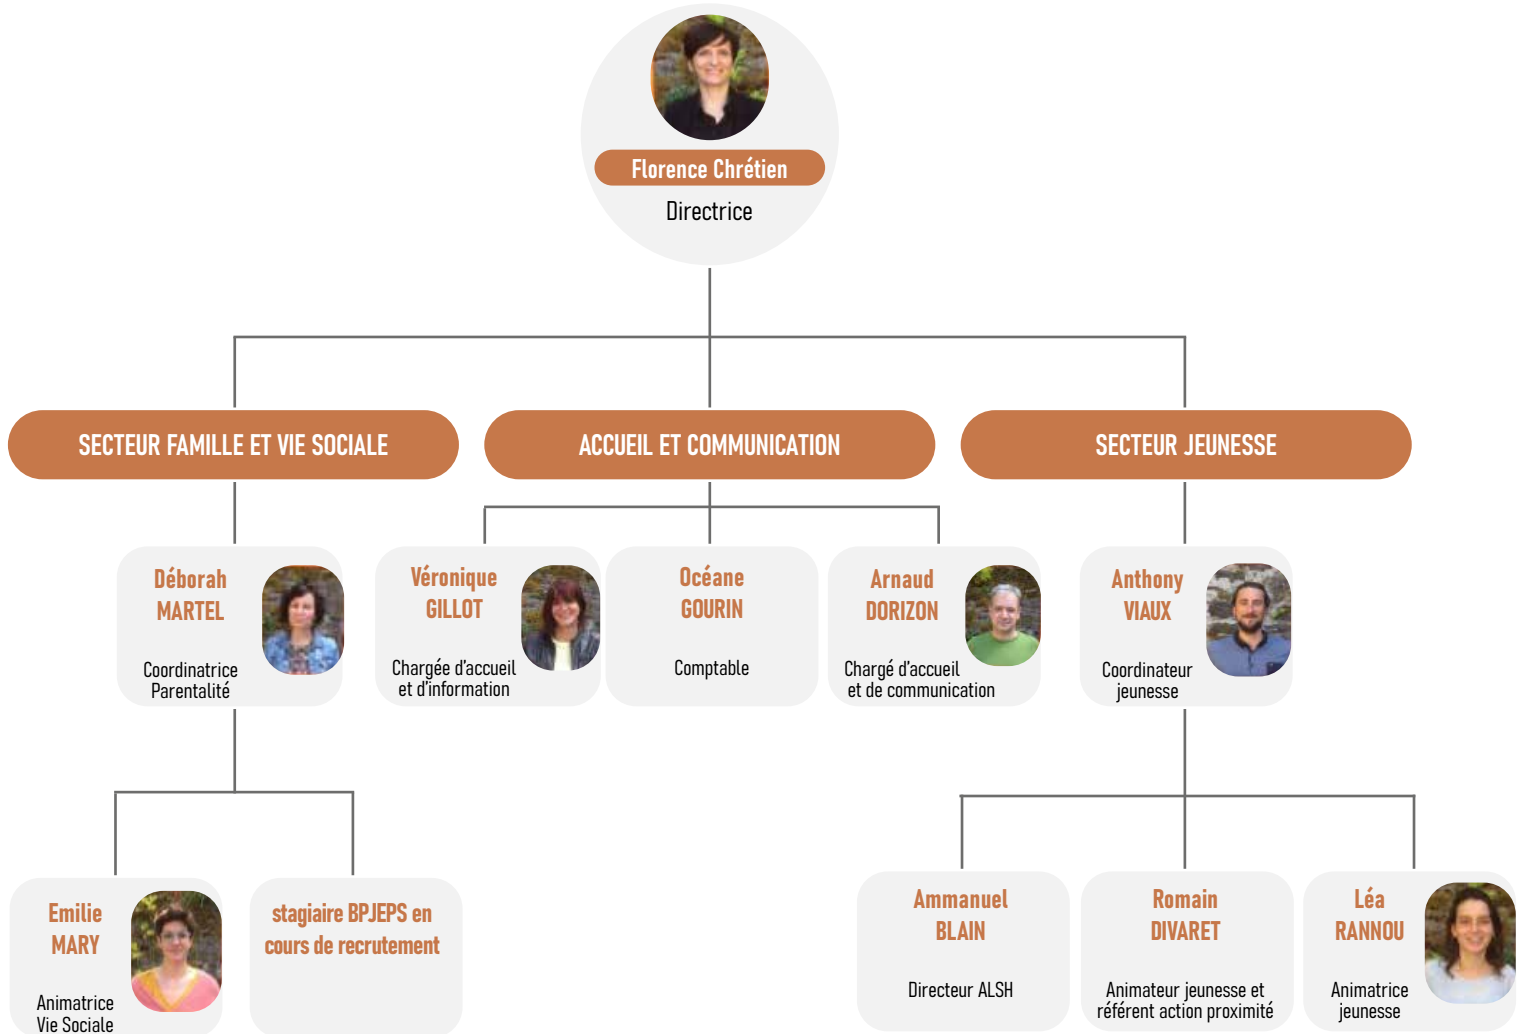 Florence Chrétien
Directrice
SECTEUR FAMILLE ET VIE SOCIALE
ACCUEIL ET COMMUNICATION
SECTEUR JEUNESSE
Déborah
MARTEL
Coordinatrice
Parentalité
Véronique
GILLOT
Chargée d'accueil
et d'information
Océane
GOURIN
Comptable
Arnaud
DORIZON
Chargé d'accueil
et de communication
Anthony
VIAUX
Coordinateur
jeunesse
Emilie
MARY
Animatrice
Vie Sociale
stagiaire BPJEPS en
cours de recrutement
Ammanuel
BLAIN
Directeur ALSH
Romain
DIVARET
Animateur jeunesse et
référent action proximité
Léa
RANNOU
Animatrice
jeunesse